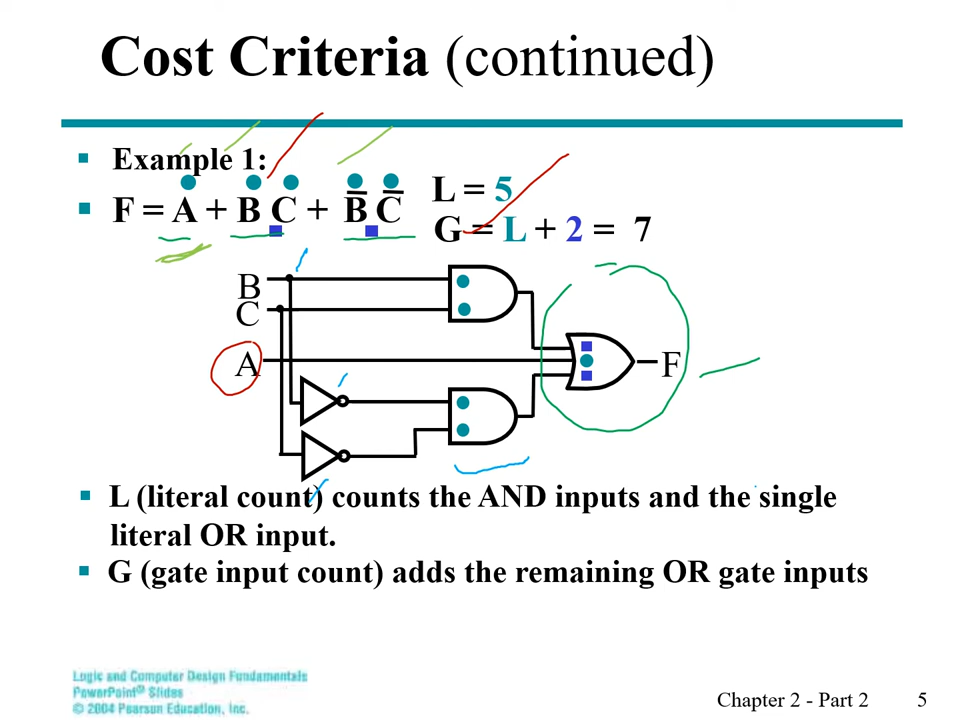 Cost Criteria (continued)
Example 1:
F = A + B C + B̅ C̅
L = 5
G = L + 2 = 7
B
C
A
F
L (literal count) counts the AND inputs and the single
literal OR input.
G (gate input count) adds the remaining OR gate inputs
Logic and Computer Design Fundamentals
PowerPoint® Slides
© 2004 Pearson Education, Inc.
Chapter 2 - Part 2 5